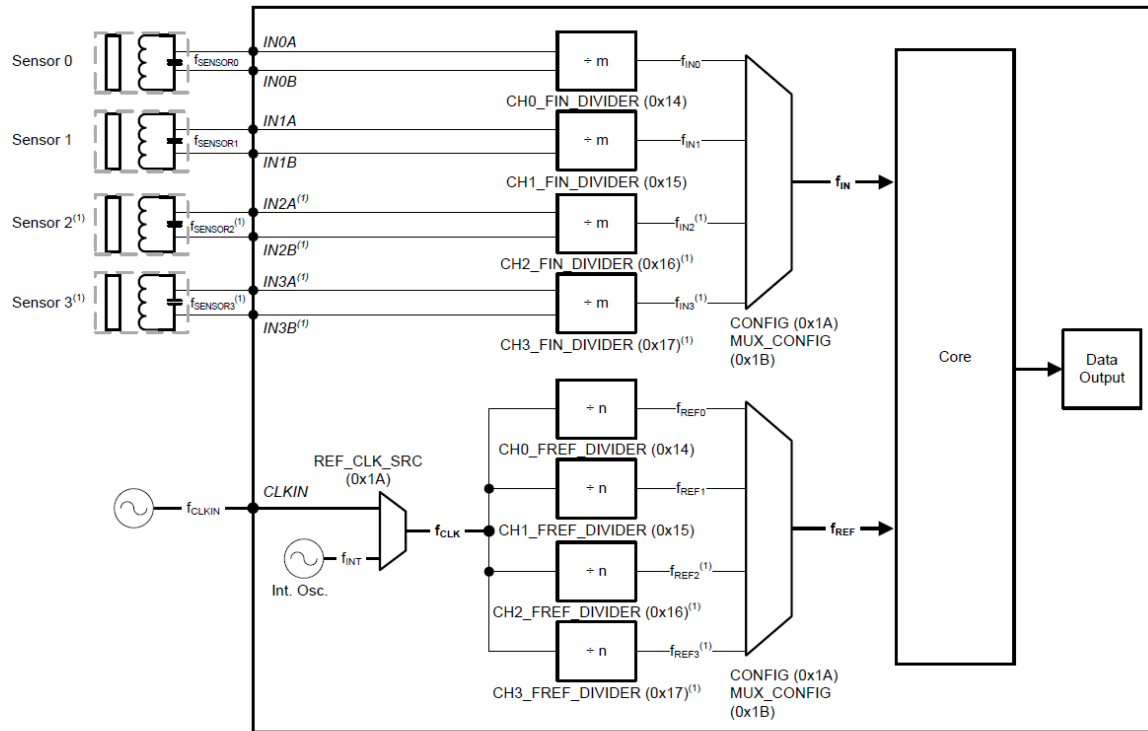 Sensor 0
fSENSOR0
IN0A
IN0B
÷ m
fIN0
CH0_FIN_DIVIDER (0x14)
Sensor 1
fSENSOR1
IN1A
IN1B
÷ m
fIN1
CH1_FIN_DIVIDER (0x15)
Sensor 2(1)
fSENSOR2(1)
IN2A(1)
IN2B(1)
÷ m
fIN2(1)
CH2_FIN_DIVIDER (0x16)(1)
Sensor 3(1)
fSENSOR3(1)
IN3A(1)
IN3B(1)
÷ m
fIN3(1)
CH3_FIN_DIVIDER (0x17)(1)
CONFIG (0x1A)
MUX_CONFIG
(0x1B)
fIN
Core
Data
Output
fCLKIN
CLKIN
REF_CLK_SRC
(0x1A)
fINT
Int. Osc.
fCLK
÷ n
fREF0
CH0_FREF_DIVIDER (0x14)
÷ n
fREF1
CH1_FREF_DIVIDER (0x15)
÷ n
fREF2(1)
CH2_FREF_DIVIDER (0x16)(1)
÷ n
fREF3(1)
CH3_FREF_DIVIDER (0x17)(1)
CONFIG (0x1A)
MUX_CONFIG
(0x1B)
fREF